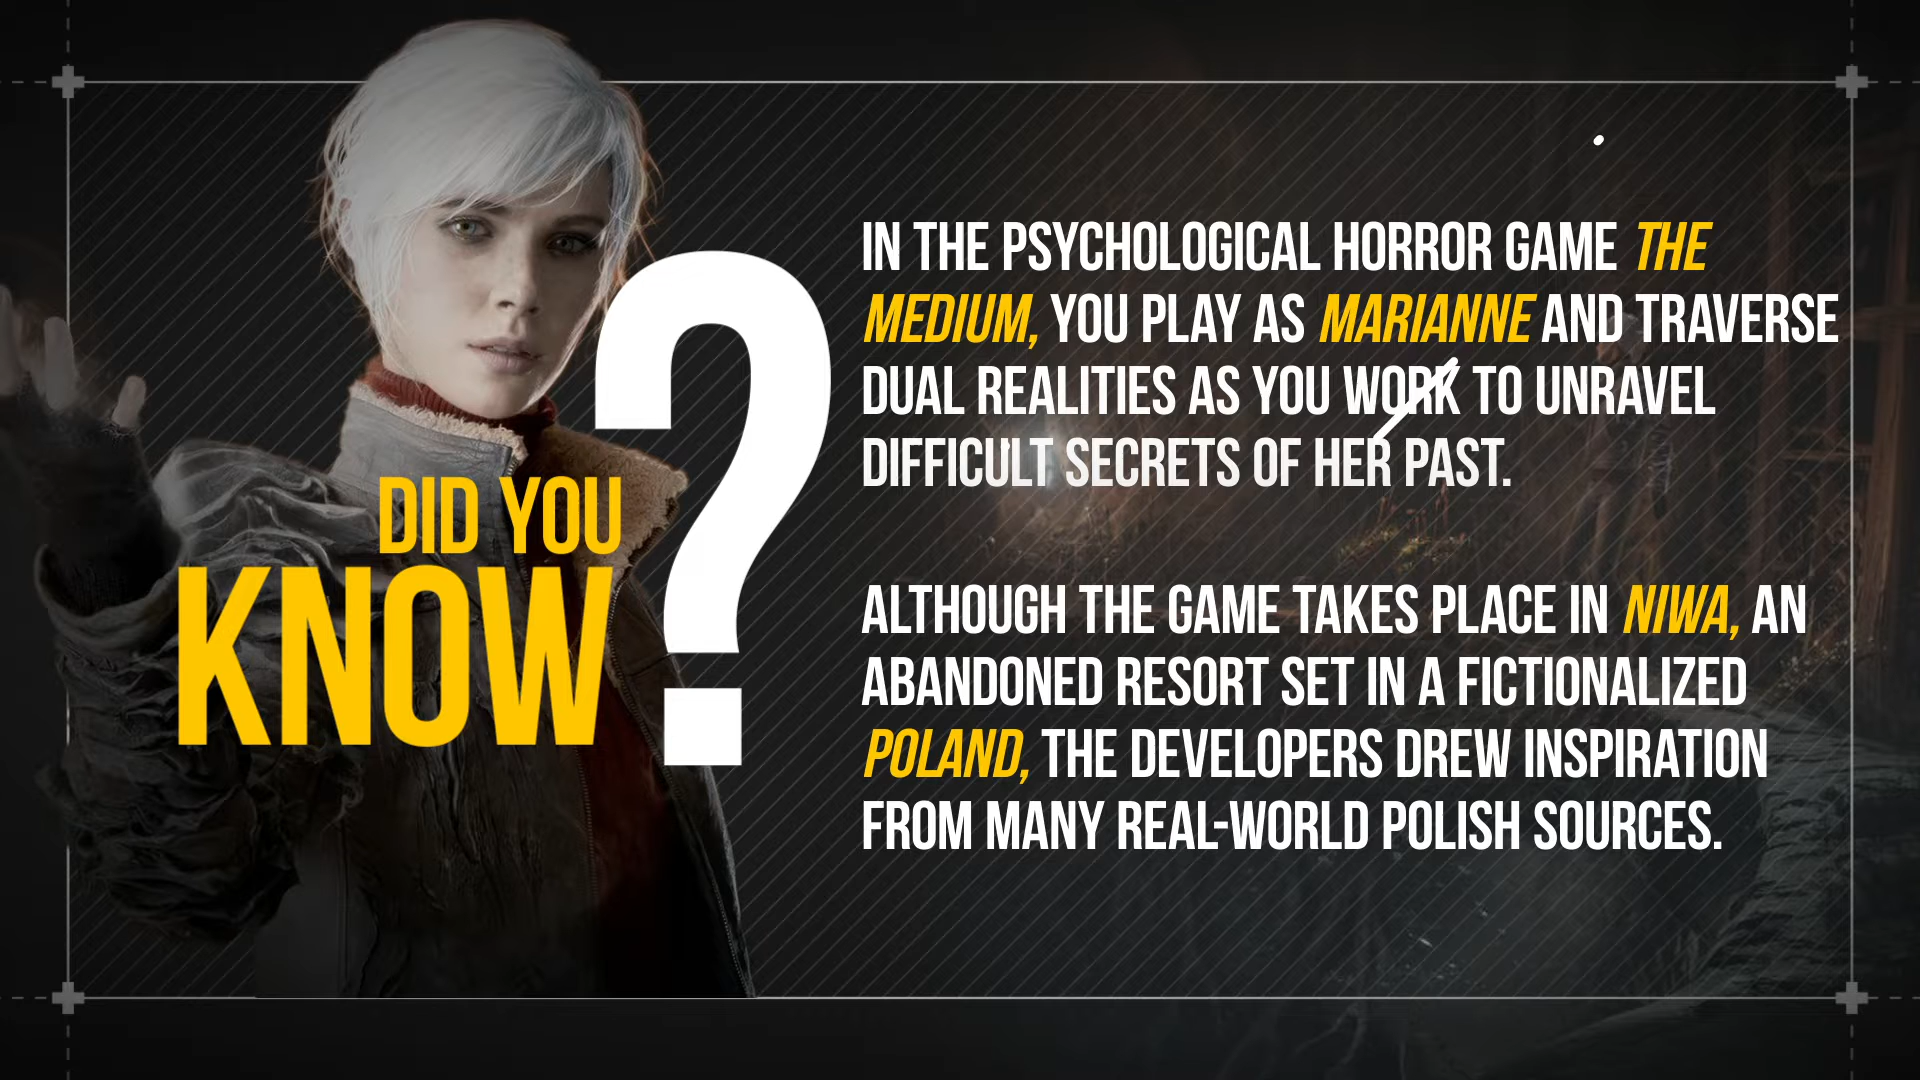 DID YOU
KNOW?
IN THE PSYCHOLOGICAL HORROR GAME THE
MEDIUM, YOU PLAY AS MARIANNE AND TRAVERSE
DUAL REALITIES AS YOU WORK TO UNRAVEL
DIFFICULT SECRETS OF HER PAST.
ALTHOUGH THE GAME TAKES PLACE IN NIWA, AN
ABANDONED RESORT SET IN A FICTIONALIZED
POLAND, THE DEVELOPERS DREW INSPIRATION
FROM MANY REAL-WORLD POLISH SOURCES.